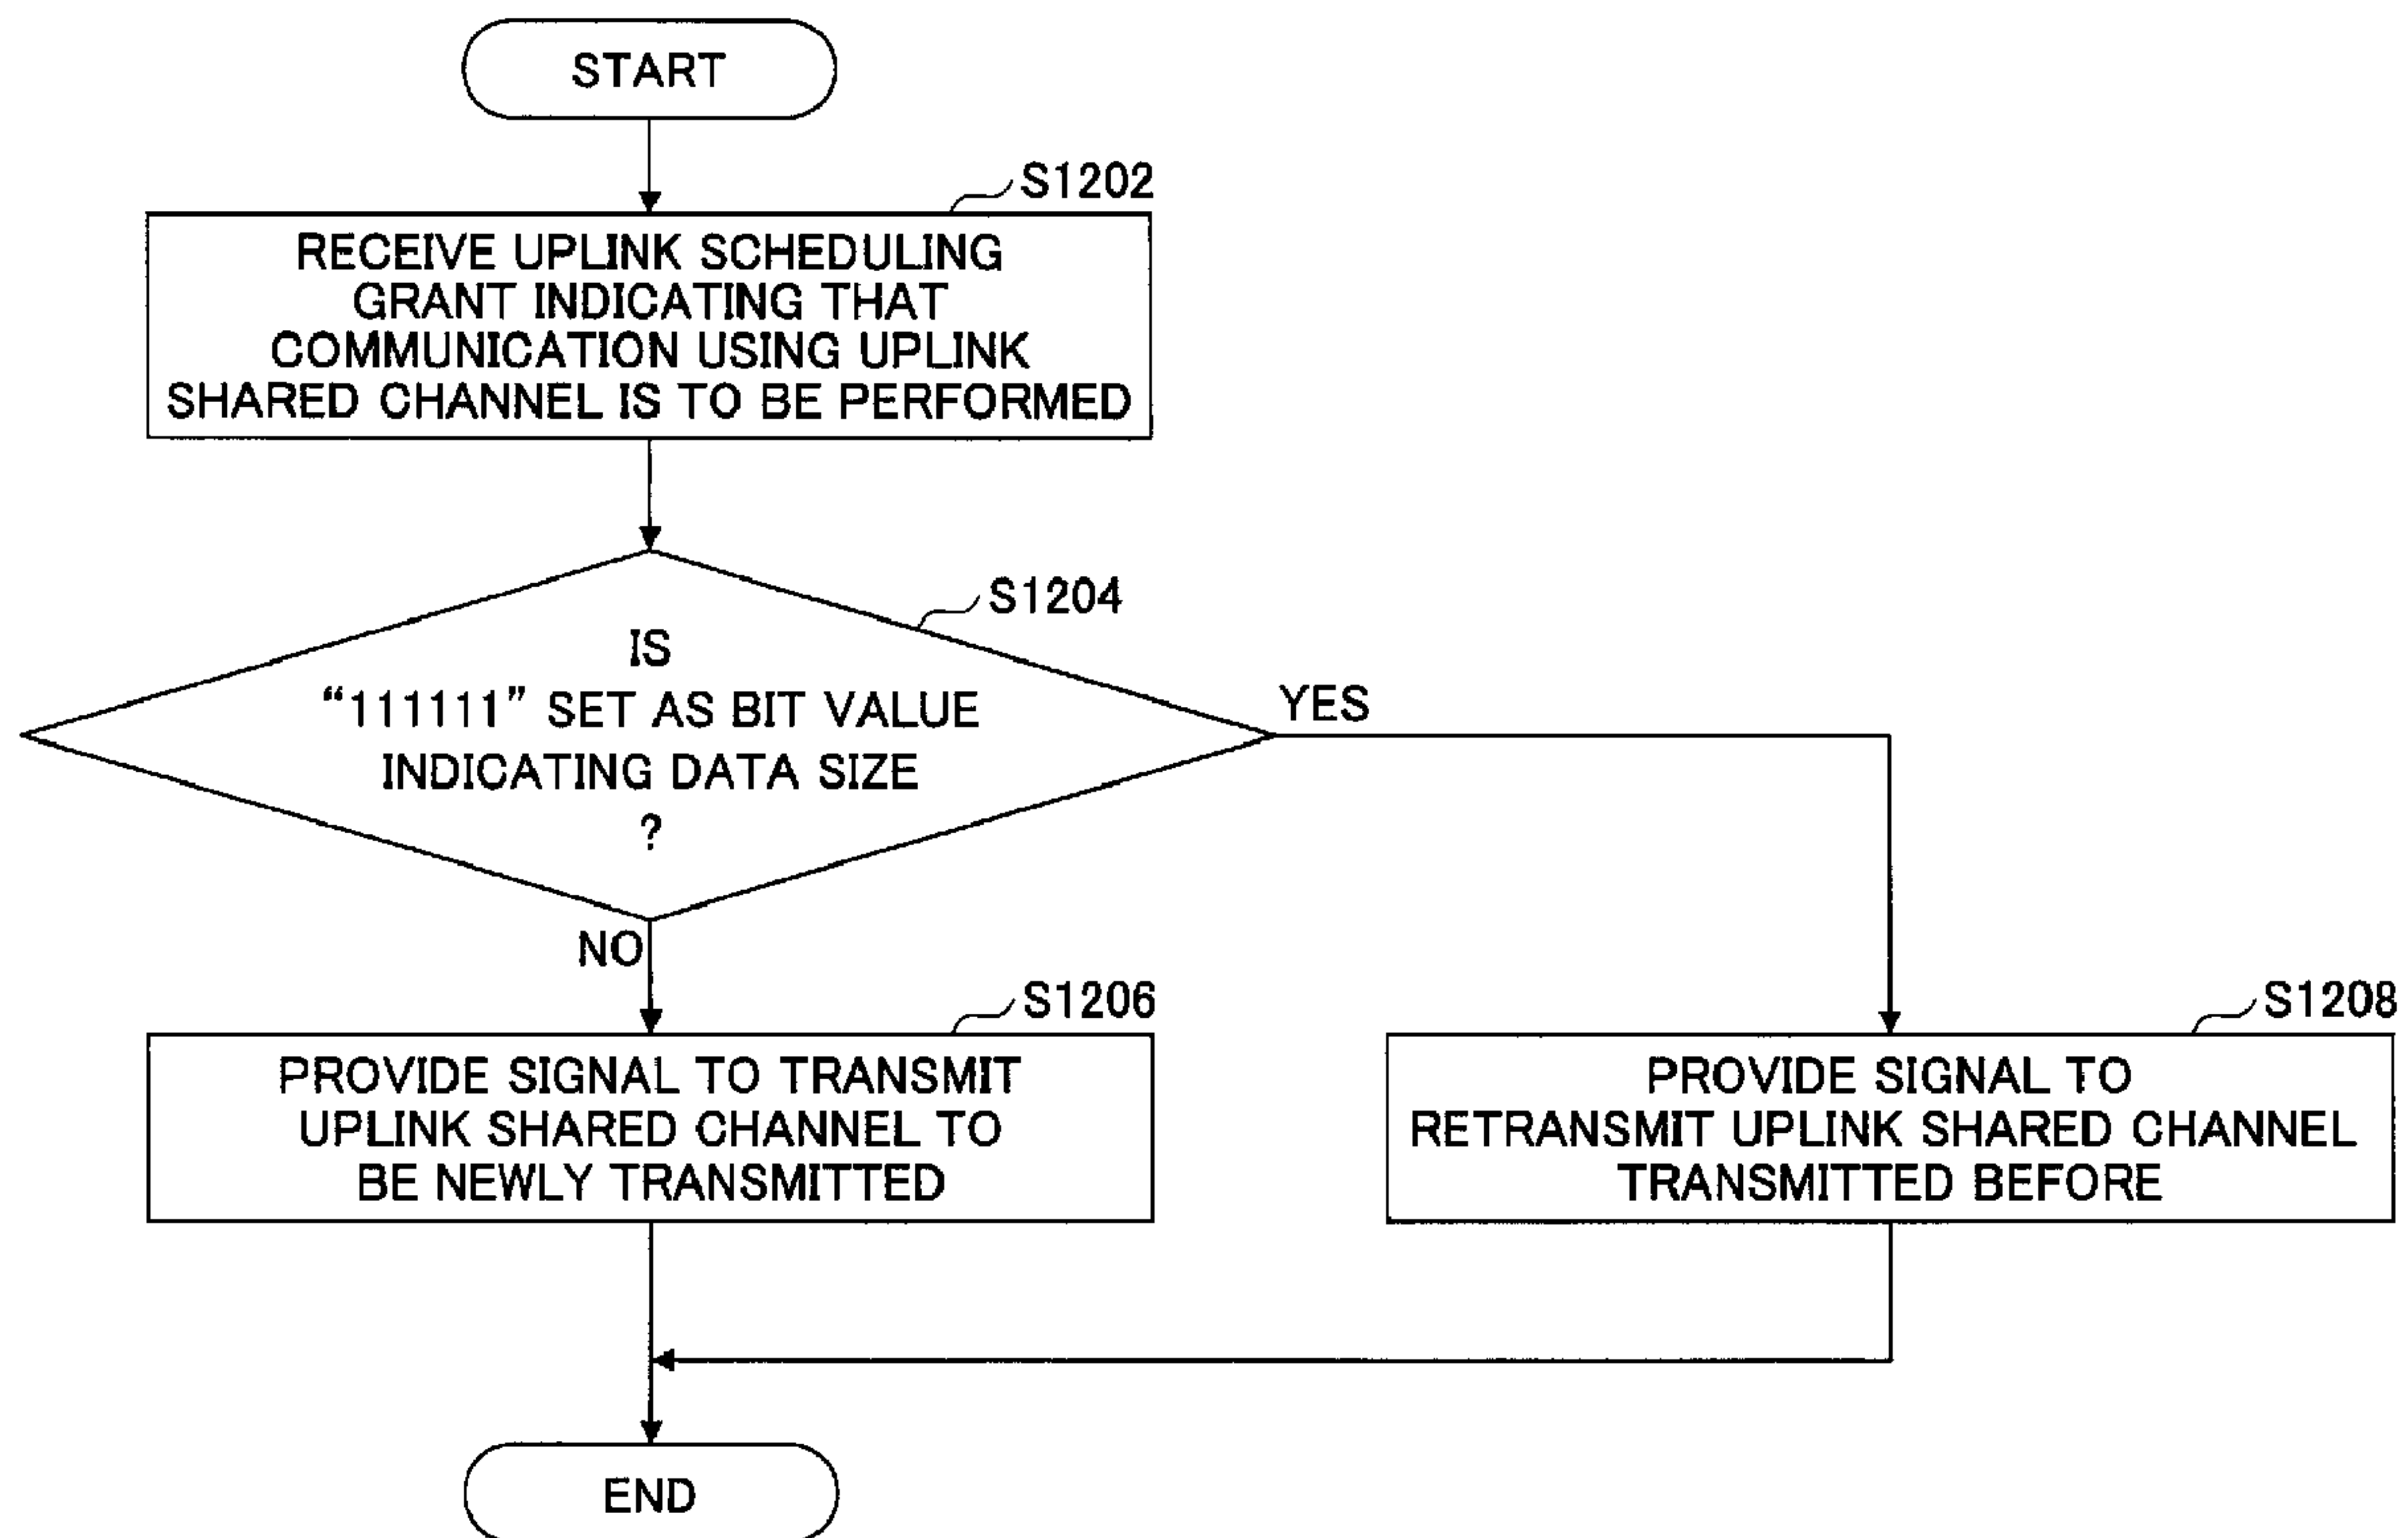 START
S1202
RECEIVE UPLINK SCHEDULING
GRANT INDICATING THAT
COMMUNICATION USING UPLINK
SHARED CHANNEL IS TO BE PERFORMED
S1204
IS
“111111” SET AS BIT VALUE
INDICATING DATA SIZE
?
YES
NO
S1206
PROVIDE SIGNAL TO TRANSMIT
UPLINK SHARED CHANNEL TO
BE NEWLY TRANSMITTED
S1208
PROVIDE SIGNAL TO
RETRANSMIT UPLINK SHARED CHANNEL
TRANSMITTED BEFORE
END